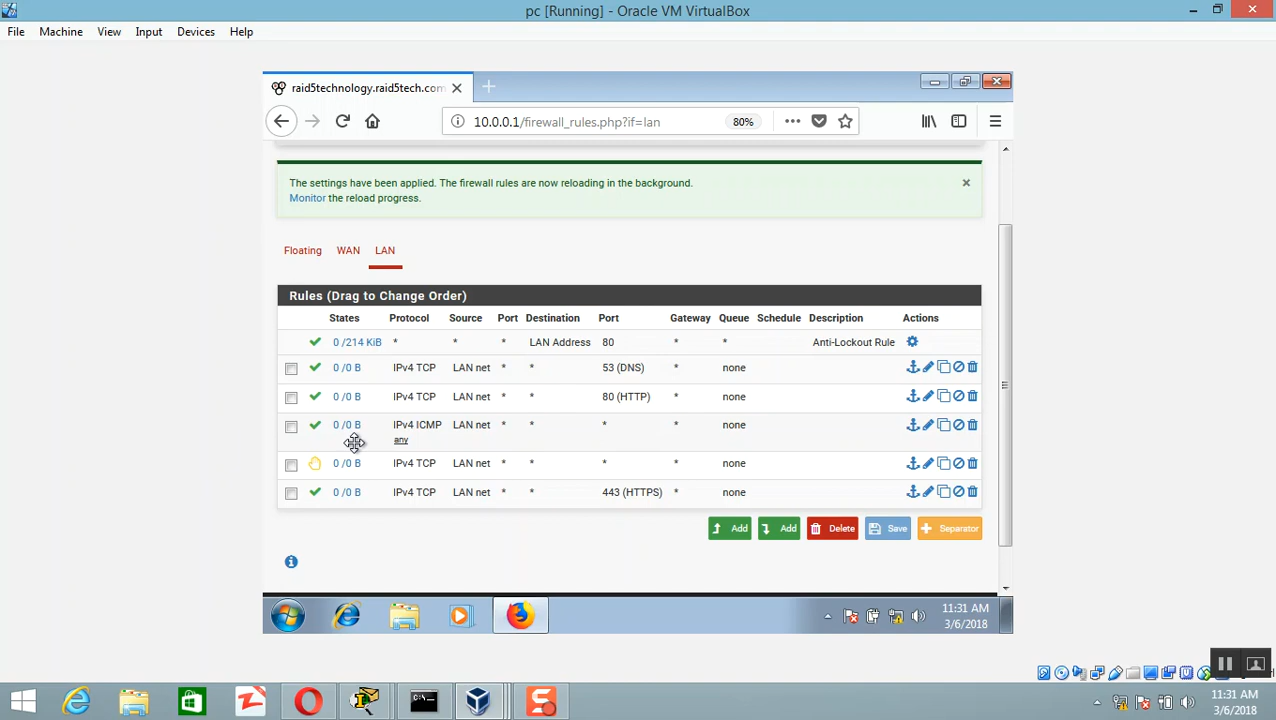 pc [Running] - Oracle VM VirtualBox
File Machine View Input Devices Help
raid5technology.raid5tech.com
10.0.0.1/firewall_rules.php?if=lan 80%
The settings have been applied. The firewall rules are now reloading in the background.
Monitor the reload progress.
Floating WAN LAN
Rules (Drag to Change Order)
States Protocol Source Port Destination Port Gateway Queue Schedule Description Actions
0 /214 KiB * * * LAN Address 80 * * Anti-Lockout Rule
0 /0 B IPv4 TCP LAN net * * 53 (DNS) * none
0 /0 B IPv4 TCP LAN net * * 80 (HTTP) * none
0 /0 B IPv4 ICMP LAN net * * * * none
any
0 /0 B IPv4 TCP LAN net * * * * none
0 /0 B IPv4 TCP LAN net * * 443 (HTTPS) * none
Add Add Delete Save Separator
11:31 AM
3/6/2018
11:31 AM
3/6/2018